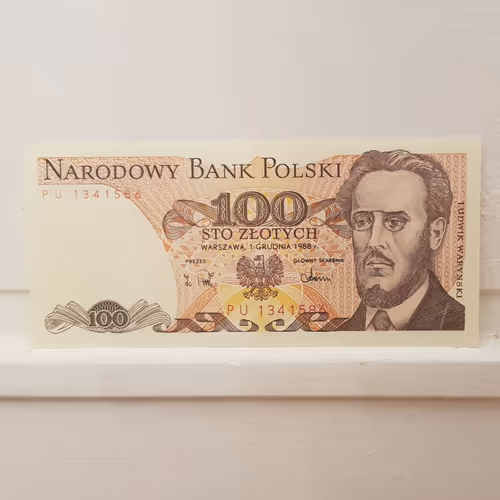 NARODOWY BANK POLSKI
PU 1341586
100
STO ZŁOTYCH
WARSZAWA, 1 GRUDNIA 1988 r.
PREZES
GŁÓWNY SKARBNIK
LUDWIK WARYŃSKI
PU 1341586
100